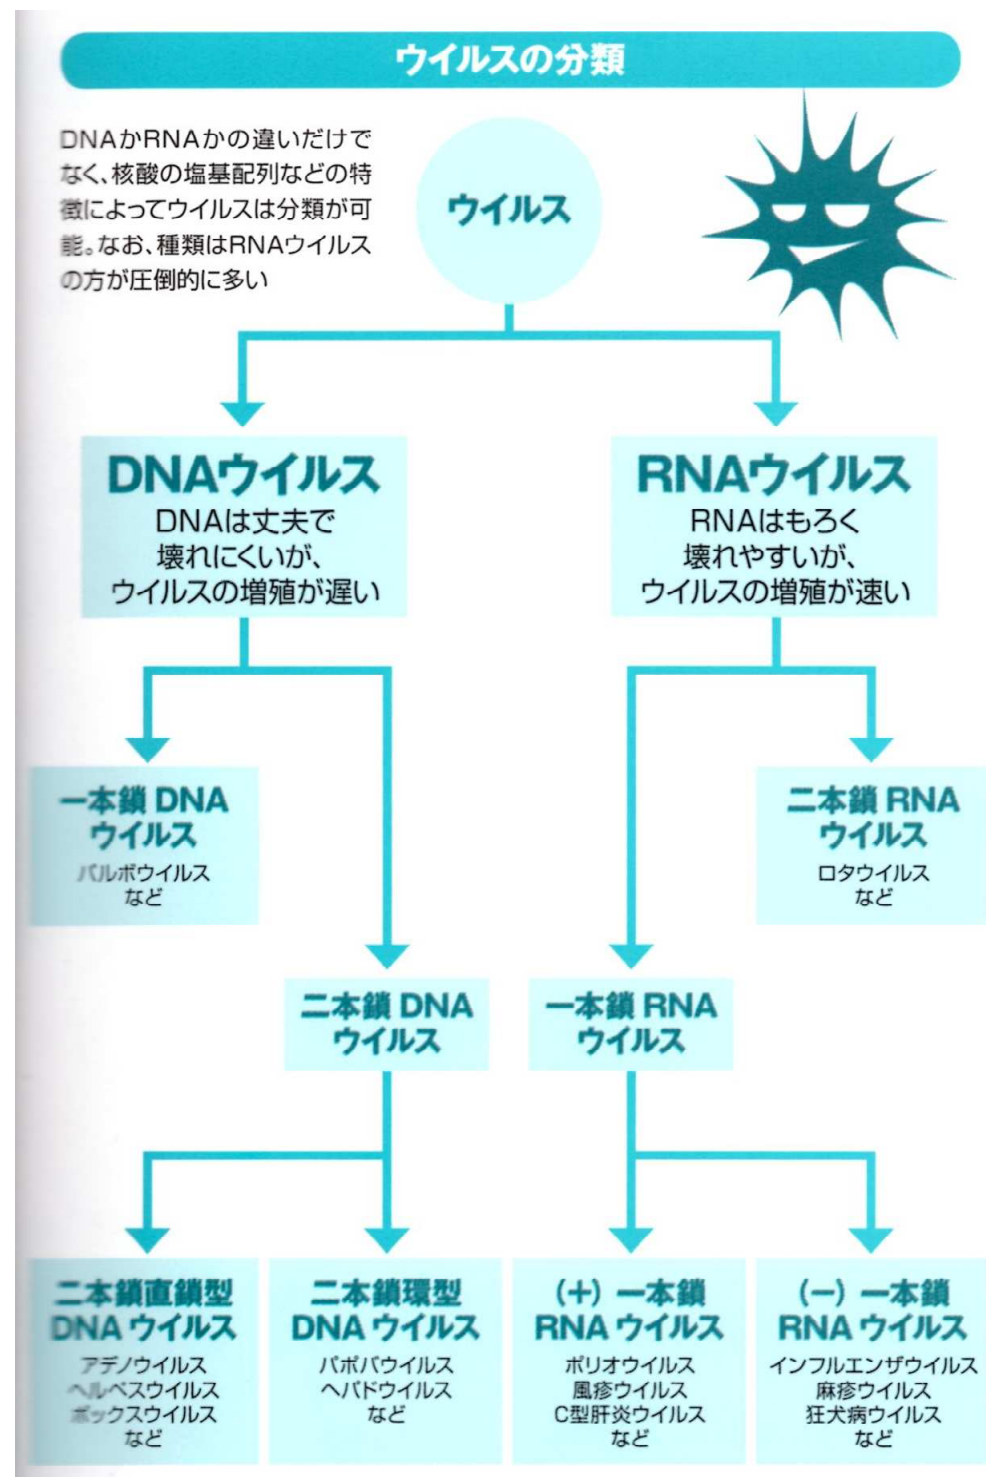 ウイルスの分類
DNAかRNAかの違いだけで
なく、核酸の塩基配列などの特
徴によってウイルスは分類が可
能。なお、種類はRNAウイルス
の方が圧倒的に多い
ウイルス
DNAウイルス
DNAは丈夫で
壊れにくいが、
ウイルスの増殖が遅い
RNAウイルス
RNAはもろく
壊れやすいが、
ウイルスの増殖が速い
一本鎖 DNA
ウイルス
パルボウイルス
など
二本鎖 RNA
ウイルス
ロタウイルス
など
二本鎖 DNA
ウイルス
一本鎖 RNA
ウイルス
二本鎖直鎖型
DNA ウイルス
アデノウイルス
ヘルペスウイルス
ポックスウイルス
など
二本鎖環型
DNA ウイルス
パポバウイルス
ヘパドウイルス
など
(+) 一本鎖
RNA ウイルス
ポリオウイルス
風疹ウイルス
C型肝炎ウイルス
など
(−) 一本鎖
RNA ウイルス
インフルエンザウイルス
麻疹ウイルス
狂犬病ウイルス
など